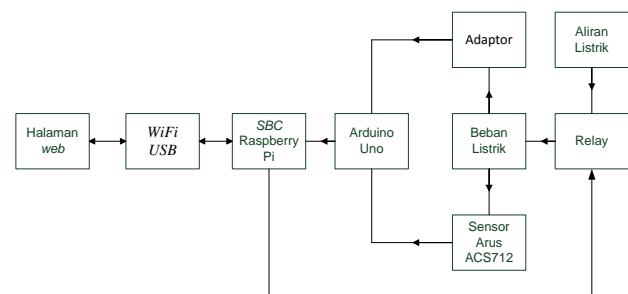 Adaptor
Aliran
Listrik
Halaman
web
WiFi
USB
SBC
Raspberry
Pi
Arduino
Uno
Beban
Listrik
Relay
Sensor
Arus
ACS712